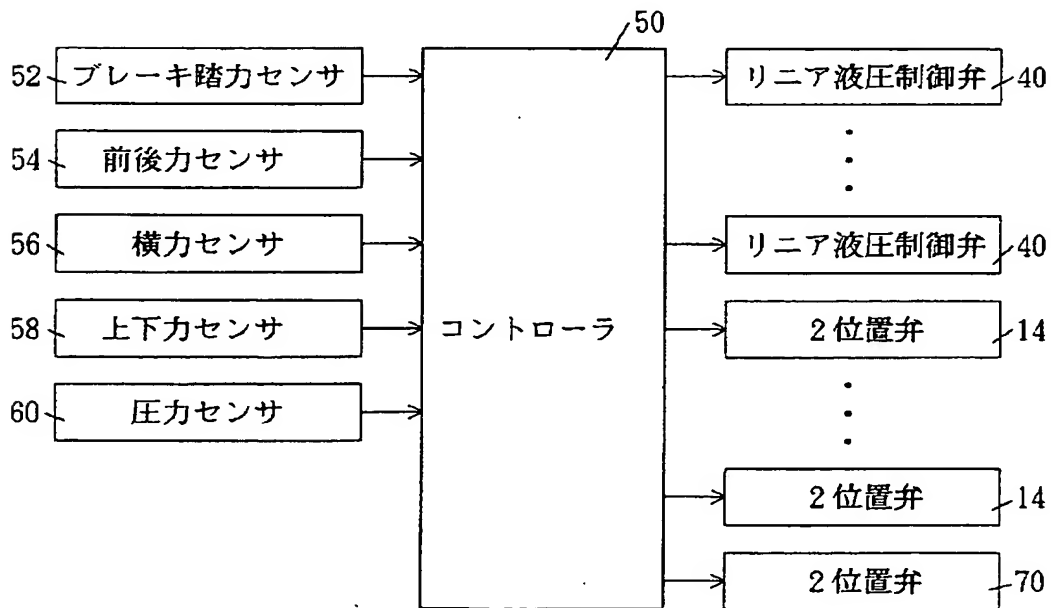 50
52 ブレーキ踏力センサ
54 前後力センサ
56 横力センサ
58 上下力センサ
60 圧力センサ
コントローラ
リニア液圧制御弁 40
リニア液圧制御弁 40
2位置弁 14
2位置弁 14
2位置弁 70